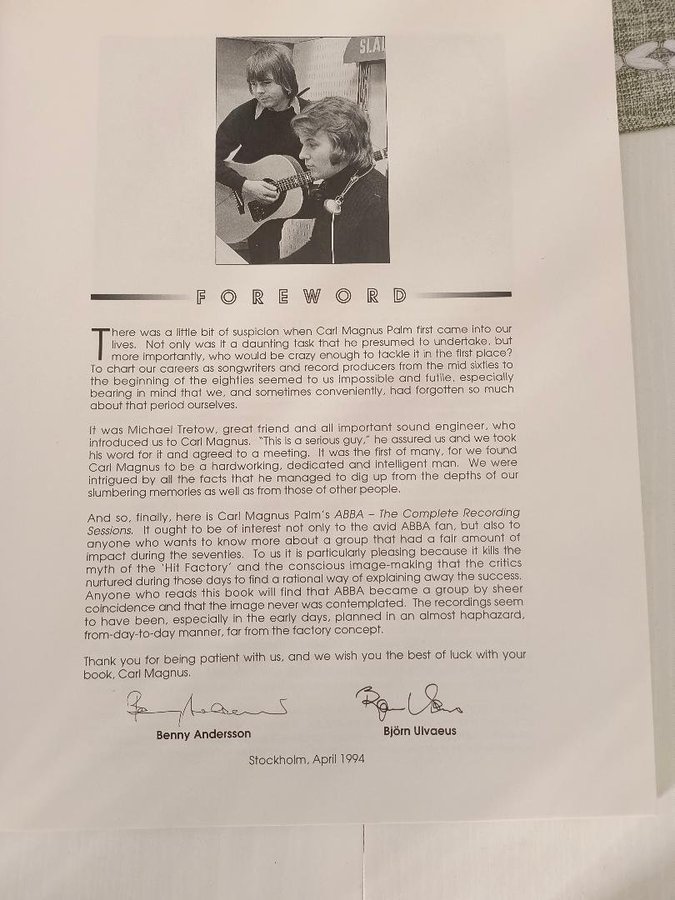 SLA
FOREWORD
There was a little bit of suspicion when Carl Magnus Palm first came into our
lives. Not only was it a daunting task that he presumed to undertake, but
more importantly, who would be crazy enough to tackle it in the first place?
To chart our careers as songwriters and record producers from the mid sixties to
the beginning of the eighties seemed to us impossible and futile, especially
bearing in mind that we, and sometimes conveniently, had forgotten so much
about that period ourselves.
It was Michael Tretow, great friend and all important sound engineer, who
introduced us to Carl Magnus. “This is a serious guy,” he assured us and we took
his word for it and agreed to a meeting. It was the first of many, for we found
Carl Magnus to be a hardworking, dedicated and intelligent man. We were
intrigued by all the facts that he managed to dig up from the depths of our
slumbering memories as well as from those of other people.
And so, finally, here is Carl Magnus Palm’s ABBA – The Complete Recording
Sessions. It ought to be of interest not only to the avid ABBA fan, but also to
anyone who wants to know more about a group that had a fair amount of
impact during the seventies. To us it is particularly pleasing because it kills the
myth of the ‘Hit Factory’ and the conscious image-making that the critics
nurtured during those days to find a rational way of explaining away the success.
Anyone who reads this book will find that ABBA became a group by sheer
coincidence and that the image never was contemplated. The recordings seem
to have been, especially in the early days, planned in an almost haphazard,
from-day-to-day manner, far from the factory concept.
Thank you for being patient with us, and we wish you the best of luck with your
book, Carl Magnus.
Benny Andersson Björn Ulvaeus
Stockholm, April 1994